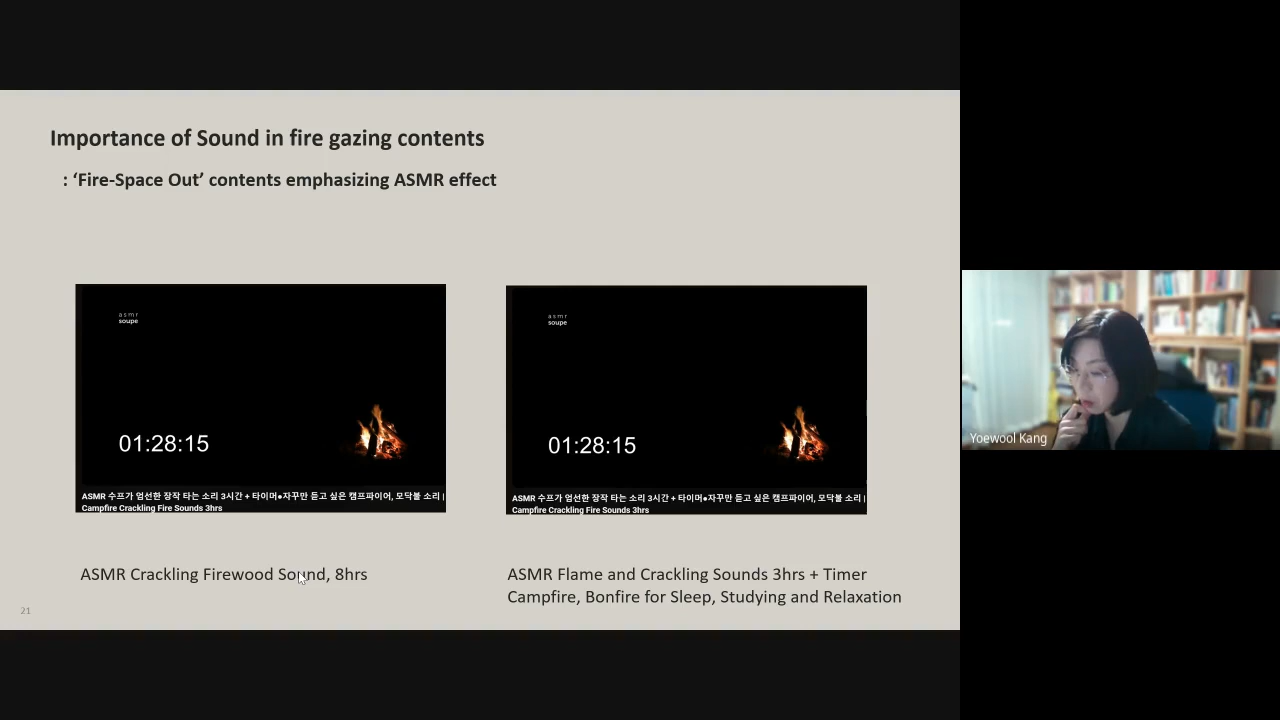 Importance of Sound in fire gazing contents
: ‘Fire-Space Out’ contents emphasizing ASMR effect
asmr
soupe
01:28:15
ASMR 수프가 엄선한 장작 타는 소리 3시간 + 타이머●자꾸만 듣고 싶은 캠프파이어, 모닥불 소리 |
Campfire Crackling Fire Sounds 3hrs
asmr
soupe
01:28:15
ASMR 수프가 엄선한 장작 타는 소리 3시간 + 타이머●자꾸만 듣고 싶은 캠프파이어, 모닥불 소리 |
Campfire Crackling Fire Sounds 3hrs
ASMR Crackling Firewood Sound, 8hrs
ASMR Flame and Crackling Sounds 3hrs + Timer
Campfire, Bonfire for Sleep, Studying and Relaxation
21
Yoewool Kang